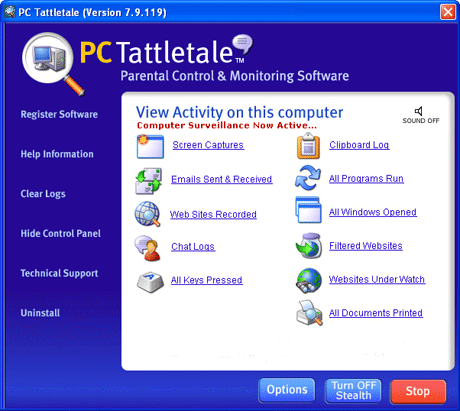 PC Tattletale (Version 7.9.119)
PC Tattletale™
Parental Control & Monitoring Software
Register Software
Help Information
Clear Logs
Hide Control Panel
Technical Support
Uninstall
View Activity on this computer
Computer Surveillance Now Active...
SOUND OFF
Screen Captures
Emails Sent & Received
Web Sites Recorded
Chat Logs
All Keys Pressed
Clipboard Log
All Programs Run
All Windows Opened
Filtered Websites
Websites Under Watch
All Documents Printed
Options
Turn OFF
Stealth
Stop